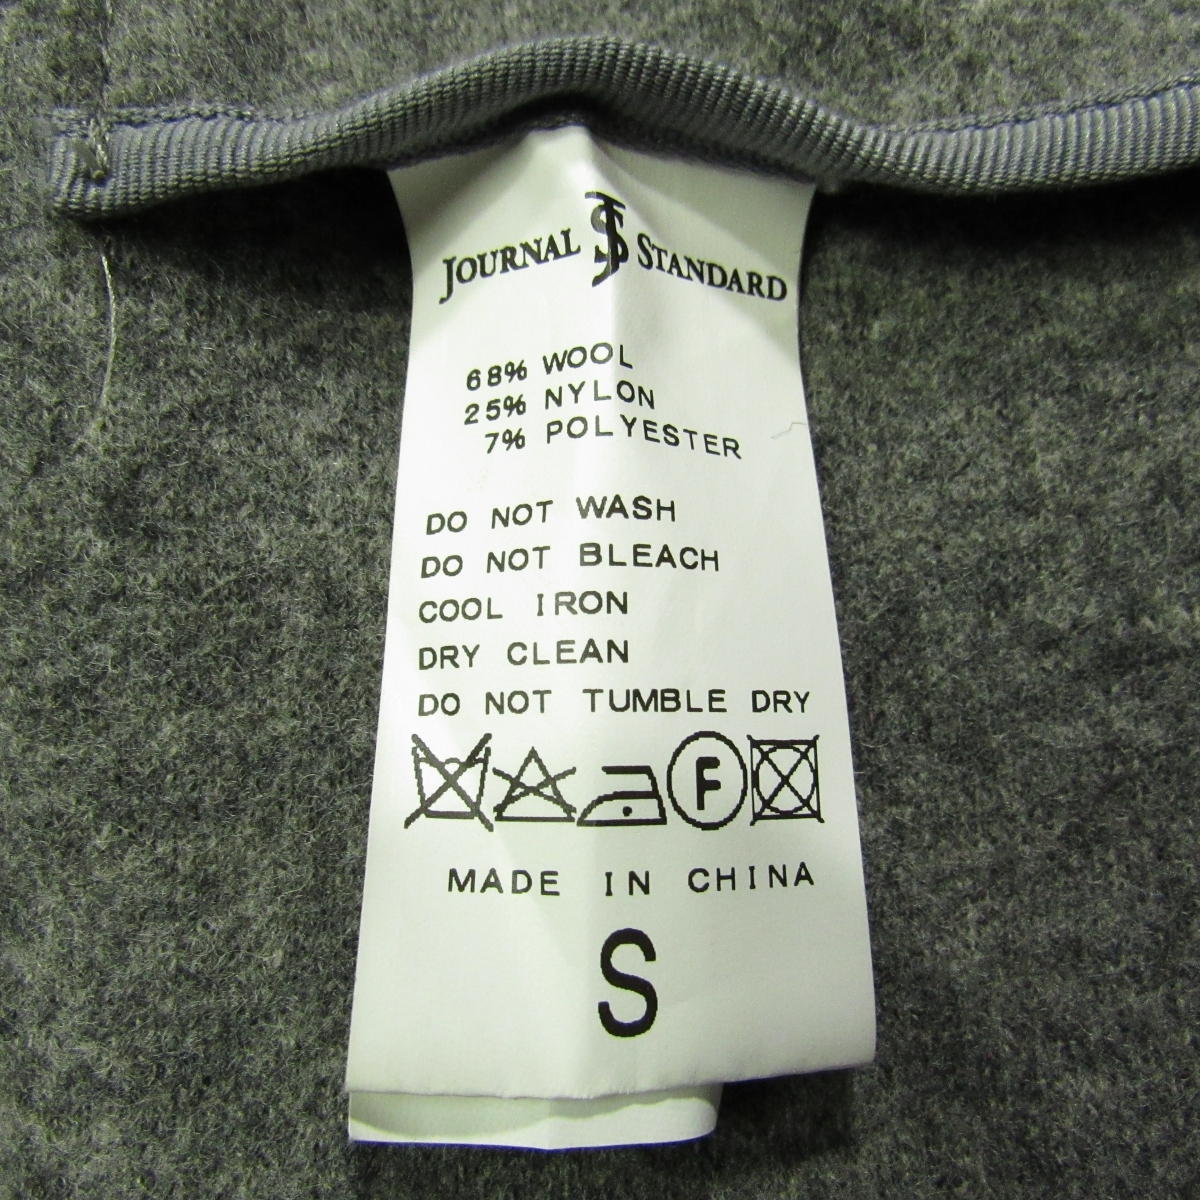 JOURNAL JS STANDARD
68% WOOL
25% NYLON
7% POLYESTER
DO NOT WASH
DO NOT BLEACH
COOL IRON
DRY CLEAN
DO NOT TUMBLE DRY
F
MADE IN CHINA
S